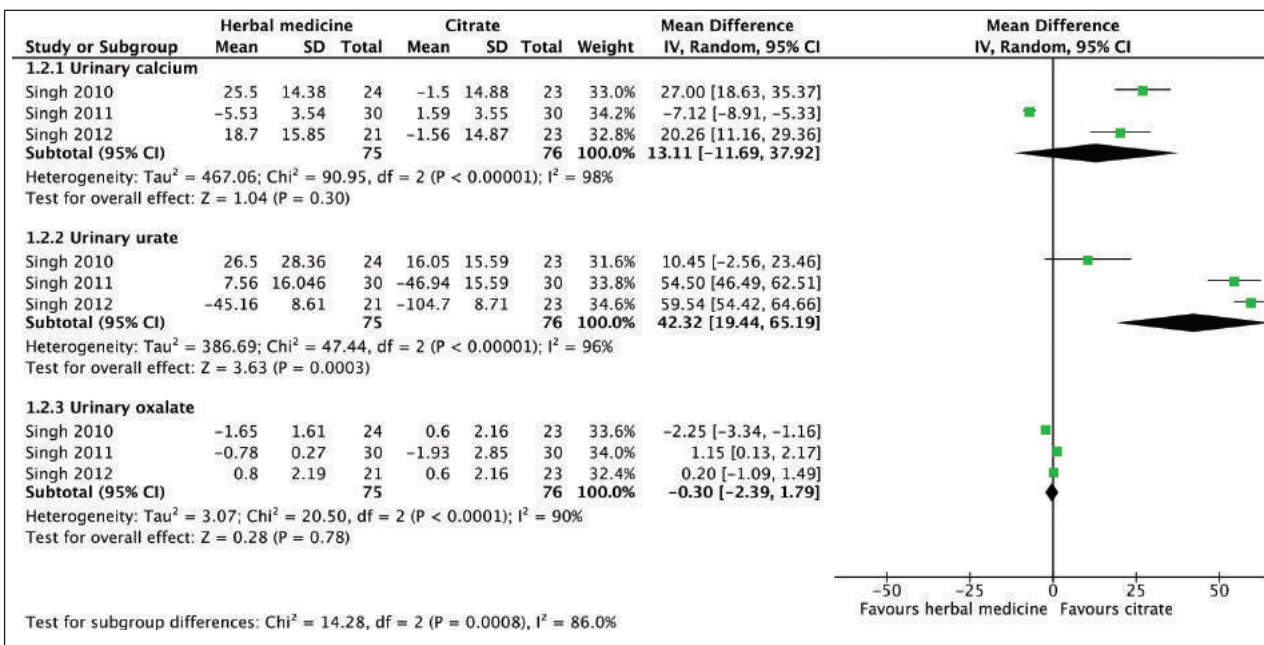 Herbal medicine Citrate Mean Difference Mean Difference
Study or Subgroup Mean SD Total Mean SD Total Weight IV, Random, 95% CI IV, Random, 95% CI
1.2.1 Urinary calcium
Singh 2010 25.5 14.38 24 -1.5 14.88 23 33.0% 27.00 [18.63, 35.37]
Singh 2011 -5.53 3.54 30 1.59 3.55 30 34.2% -7.12 [-8.91, -5.33]
Singh 2012 18.7 15.85 21 -1.56 14.87 23 32.8% 20.26 [11.16, 29.36]
Subtotal (95% CI) 75 76 100.0% 13.11 [-11.69, 37.92]
Heterogeneity: Tau² = 467.06; Chi² = 90.95, df = 2 (P < 0.00001); I² = 98%
Test for overall effect: Z = 1.04 (P = 0.30)
1.2.2 Urinary urate
Singh 2010 26.5 28.36 24 16.05 15.59 23 31.6% 10.45 [-2.56, 23.46]
Singh 2011 7.56 16.046 30 -46.94 15.59 30 33.8% 54.50 [46.49, 62.51]
Singh 2012 -45.16 8.61 21 -104.7 8.71 23 34.6% 59.54 [54.42, 64.66]
Subtotal (95% CI) 75 76 100.0% 42.32 [19.44, 65.19]
Heterogeneity: Tau² = 386.69; Chi² = 47.44, df = 2 (P < 0.00001); I² = 96%
Test for overall effect: Z = 3.63 (P = 0.0003)
1.2.3 Urinary oxalate
Singh 2010 -1.65 1.61 24 0.6 2.16 23 33.6% -2.25 [-3.34, -1.16]
Singh 2011 -0.78 0.27 30 -1.93 2.85 30 34.0% 1.15 [0.13, 2.17]
Singh 2012 0.8 2.19 21 0.6 2.16 23 32.4% 0.20 [-1.09, 1.49]
Subtotal (95% CI) 75 76 100.0% -0.30 [-2.39, 1.79]
Heterogeneity: Tau² = 3.07; Chi² = 20.50, df = 2 (P < 0.0001); I² = 90%
Test for overall effect: Z = 0.28 (P = 0.78)
-50 -25 0 25 50
Favours herbal medicine Favours citrate
Test for subgroup differences: Chi² = 14.28, df = 2 (P = 0.0008), I² = 86.0%